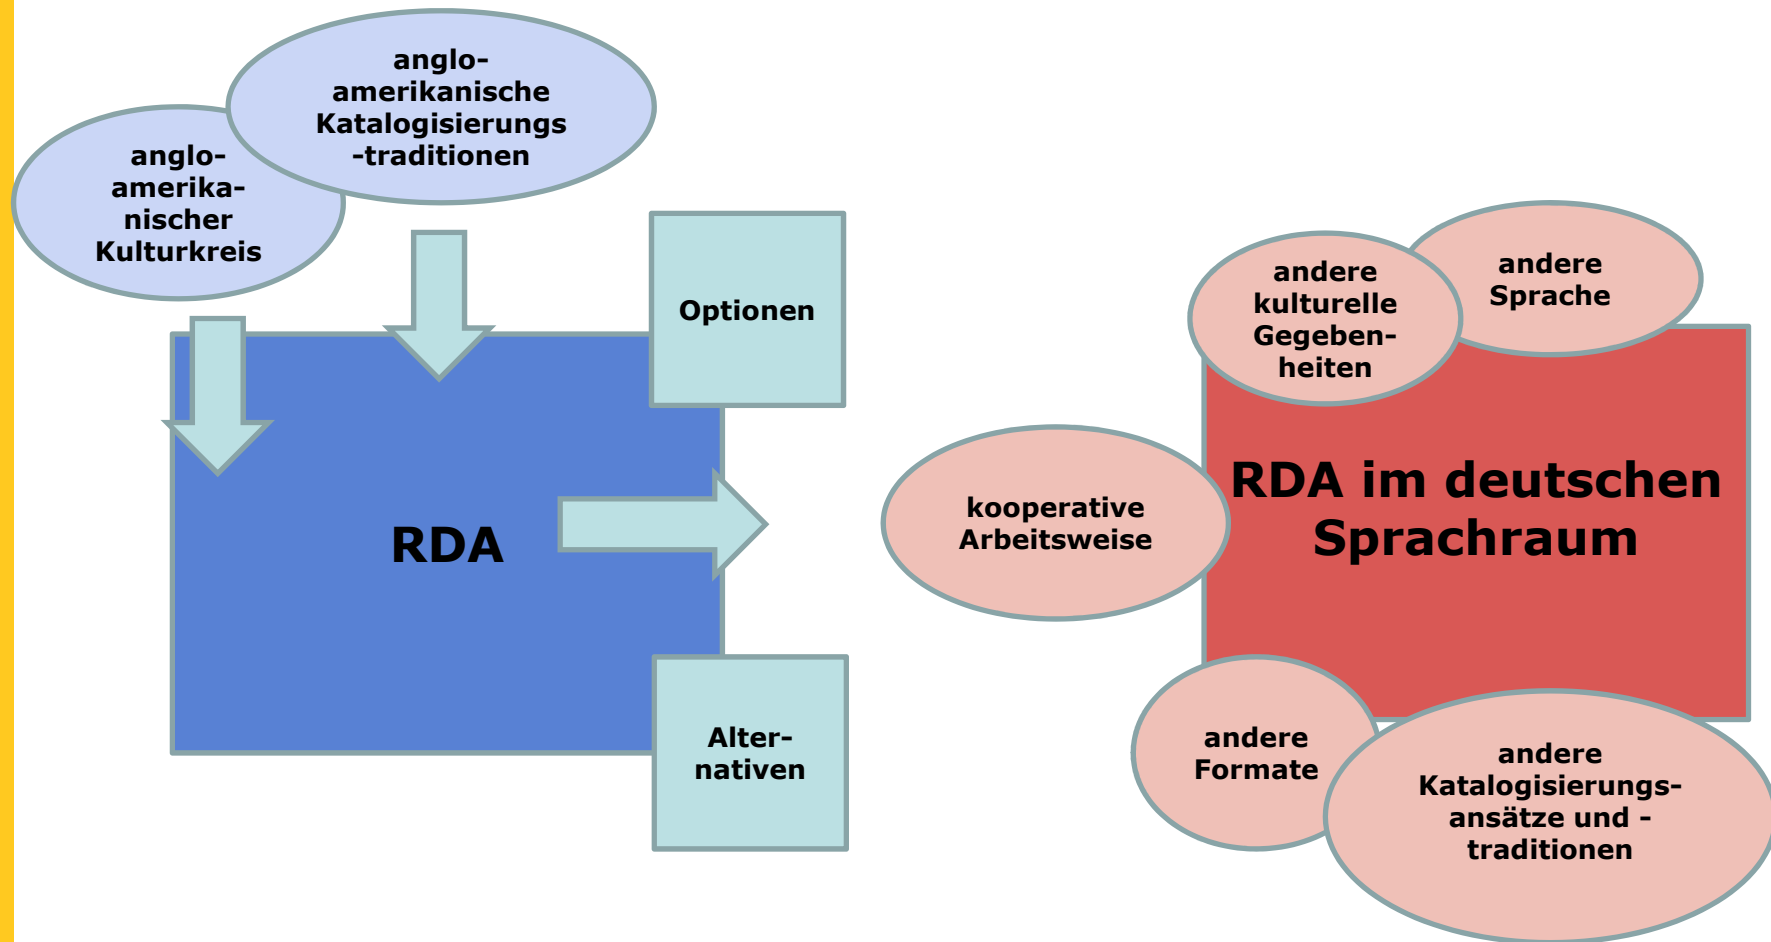 anglo-
amerikanische
Katalogisierungs
-traditionen
anglo-
amerika-
nischer
Kulturkreis
Optionen
RDA
Alter-
nativen
andere
Sprache
andere
kulturelle
Gegeben-
heiten
RDA im deutschen
Sprachraum
kooperative
Arbeitsweise
andere
Formate
andere
Katalogisierungs-
ansätze und -
traditionen